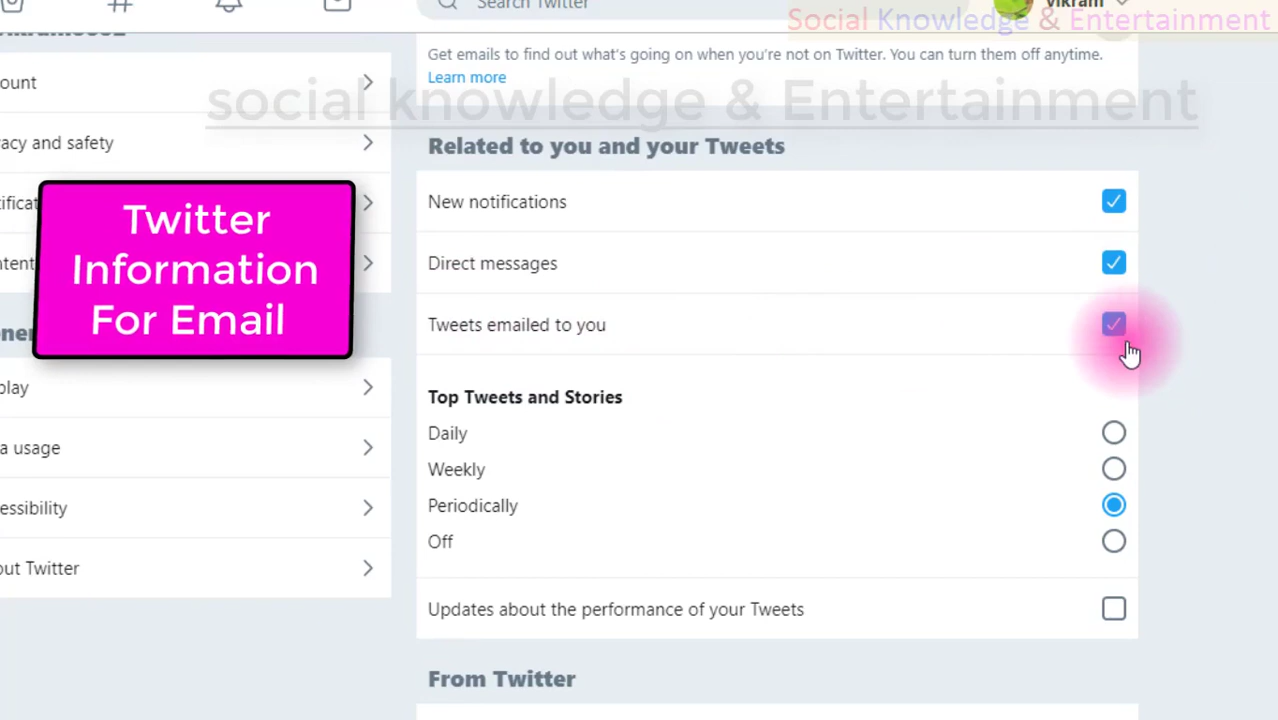 Search Twitter
vikram
Social Knowledge & Entertainment
Get emails to find out what's going on when you're not on Twitter. You can turn them off anytime.
Learn more
social knowledge & Entertainment
ount
acy and safety
tificat
ntent
Twitter
Information
For Email
ener
play
a usage
essibility
out Twitter
Related to you and your Tweets
New notifications
Direct messages
Tweets emailed to you
Top Tweets and Stories
Daily
Weekly
Periodically
Off
Updates about the performance of your Tweets
From Twitter